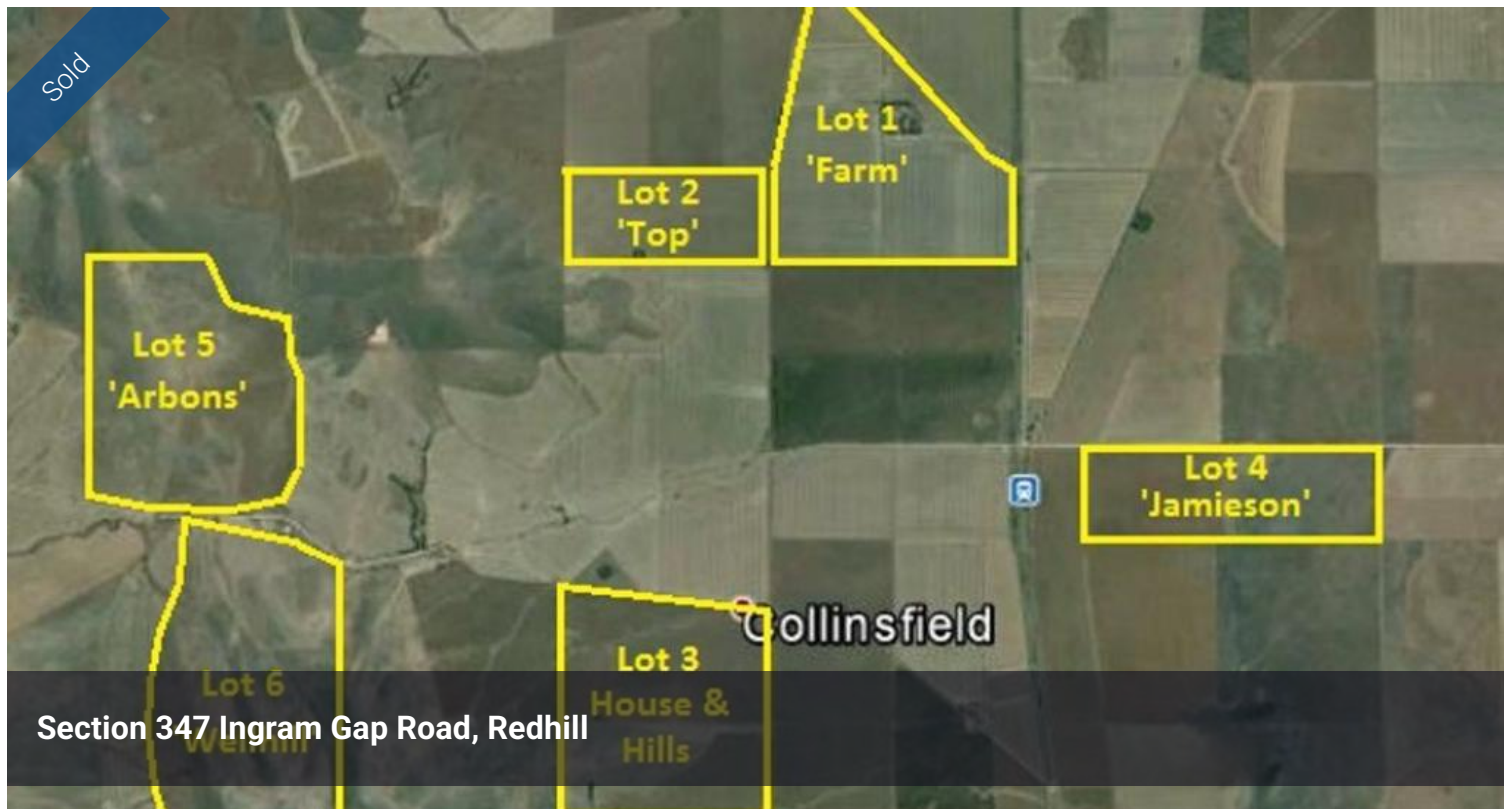 Sold
Lot 1
'Farm'
Lot 2
'Top'
Lot 5
'Arbons'
Lot 4
'Jamieson'
Collinsfield
Lot 3
House &
Hills
Lot 6
Wellhill
Section 347 Ingram Gap Road, Redhill